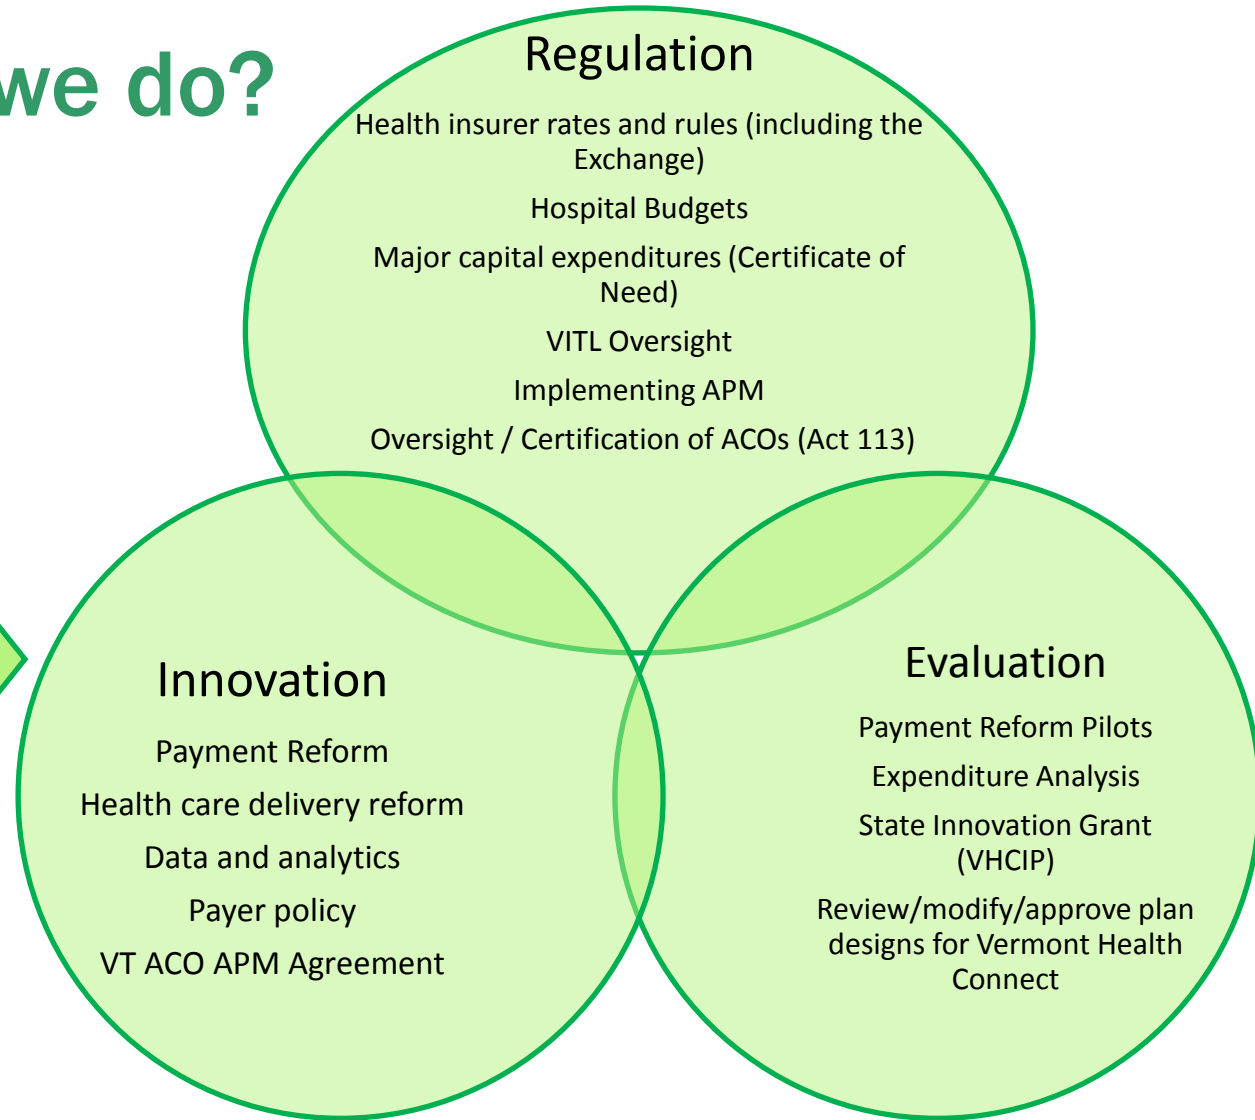 we do?
Regulation
Health insurer rates and rules (including the
Exchange)
Hospital Budgets
Major capital expenditures (Certificate of
Need)
VITL Oversight
Implementing APM
Oversight / Certification of ACOs (Act 113)
Innovation
Payment Reform
Health care delivery reform
Data and analytics
Payer policy
VT ACO APM Agreement
Evaluation
Payment Reform Pilots
Expenditure Analysis
State Innovation Grant
(VHCIP)
Review/modify/approve plan
designs for Vermont Health
Connect